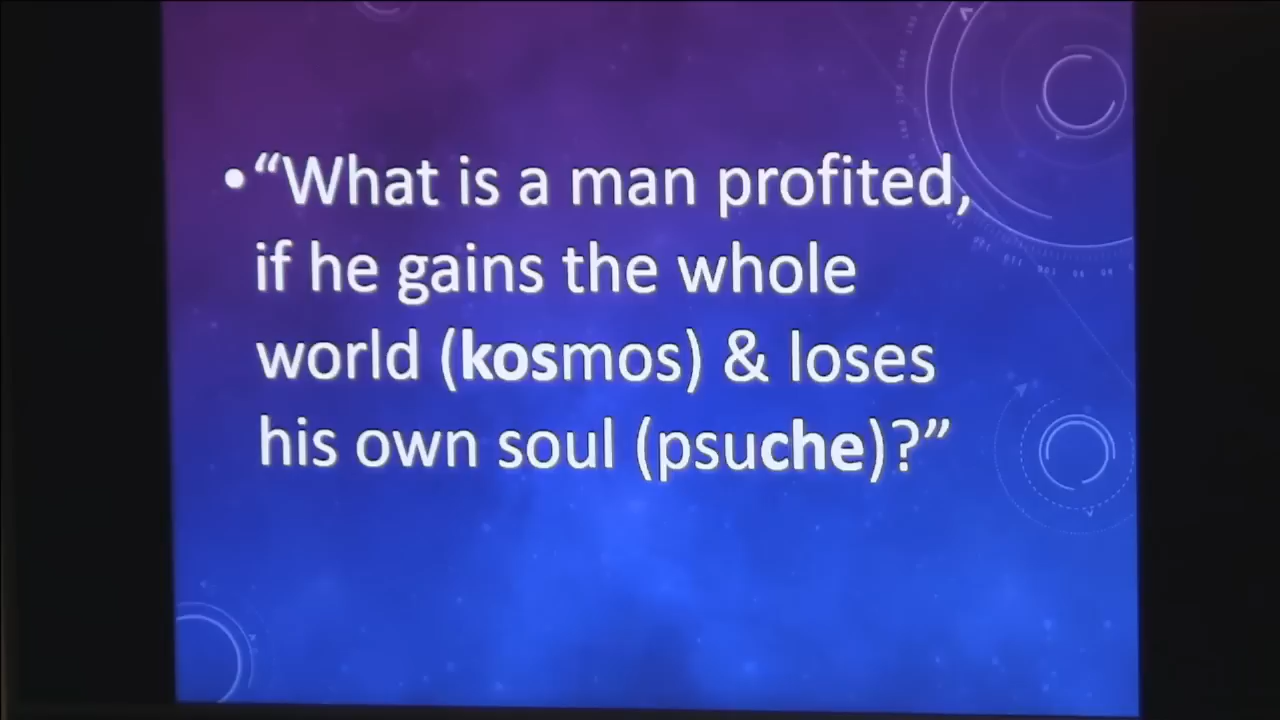 •“What is a man profited,
if he gains the whole
world (kosmos) & loses
his own soul (psuche)?”